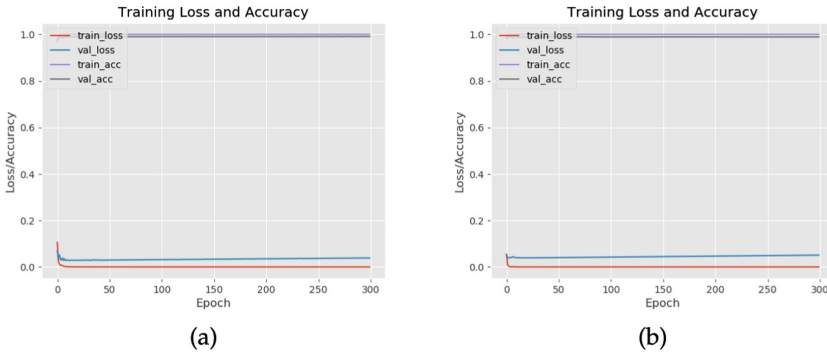 Training Loss and Accuracy
1.0
0.8
0.6
0.4
0.2
0.0
Loss/Accuracy
train_loss
val_loss
train_acc
val_acc
0 50 100 150 200 250 300
Epoch
(a)
Training Loss and Accuracy
1.0
0.8
0.6
0.4
0.2
0.0
Loss/Accuracy
train_loss
val_loss
train_acc
val_acc
0 50 100 150 200 250 300
Epoch
(b)